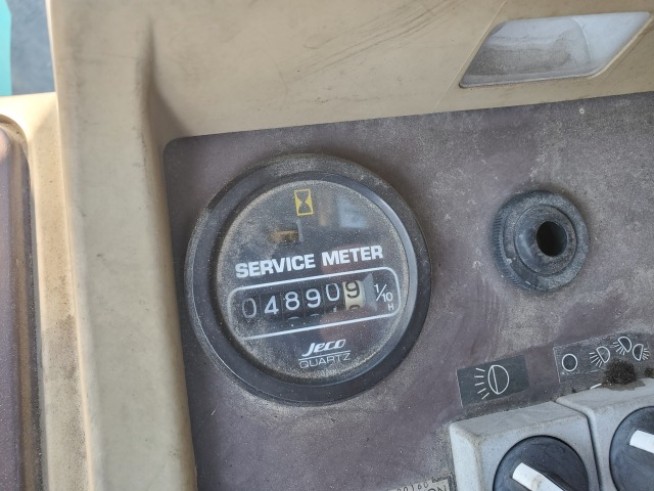 SERVICE METER
048909 1/10
H
Jeco
QUARTZ